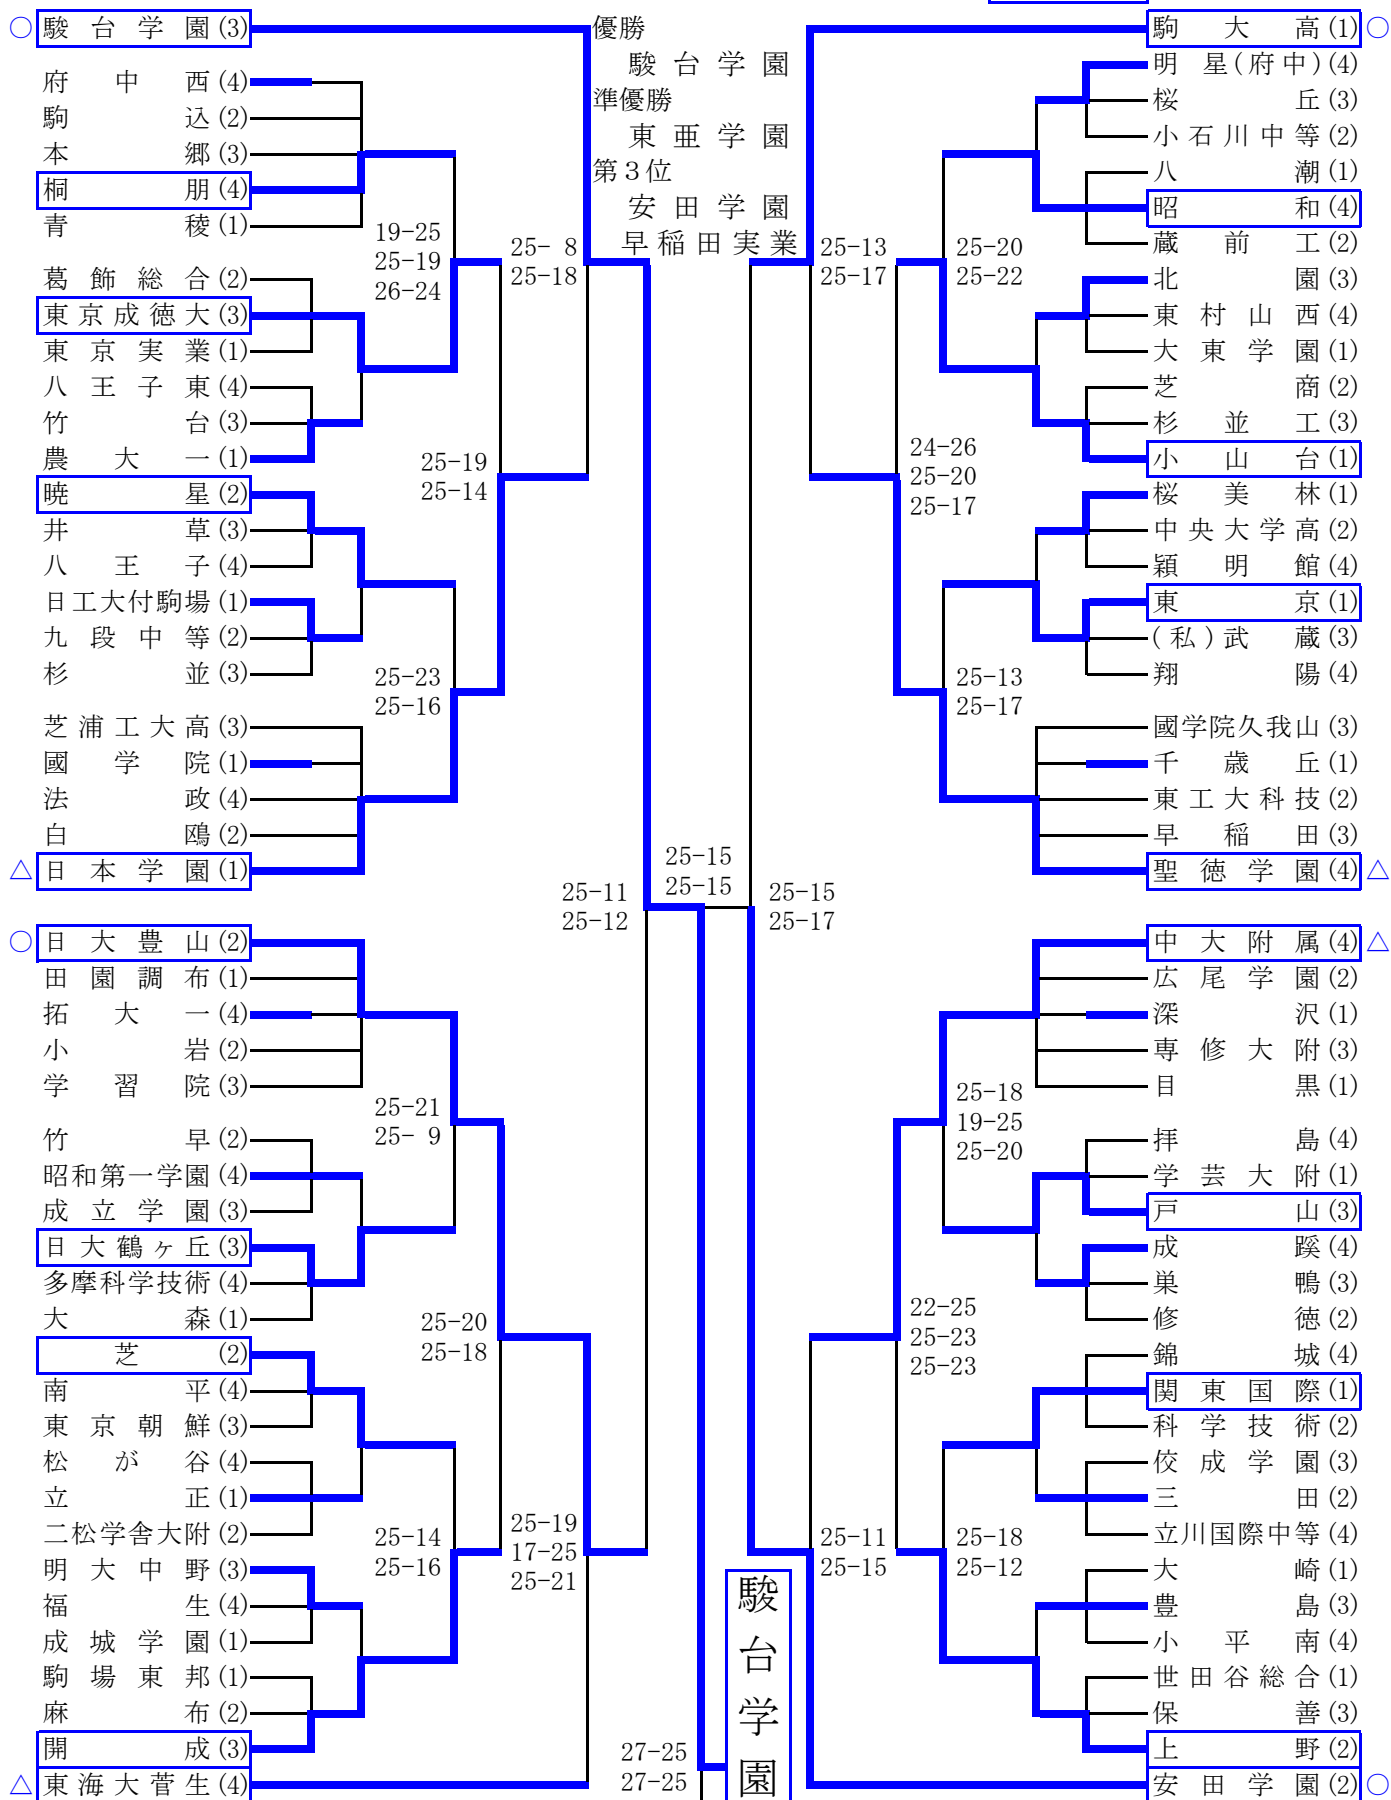 ○駿台学園(3)
府中西(4)
駒込(2)
本郷(3)
桐朋(4)
青稜(1)
葛飾総合(2)
東京成徳大(3)
東京実業(1)
八王子東(4)
竹台(3)
農大一(1)
暁星(2)
井草(3)
八王子(4)
日工大付駒場(1)
九段中等(2)
杉並(3)
芝浦工大高(3)
國学院(1)
法政(4)
白鴎(2)
△日本学園(1)
○日大豊山(2)
田園調布(1)
拓大一(4)
小岩(2)
学習院(3)
竹早(2)
昭和第一学園(4)
成立学園(3)
日大鶴ヶ丘(3)
多摩科学技術(4)
大森(1)
芝(2)
南平(4)
東京朝鮮(3)
松が谷(4)
立正(1)
二松学舎大附(2)
明大中野(3)
福生(4)
成城学園(1)
駒場東邦(1)
麻布(2)
開成(3)
△東海大菅生(4)
19-25
25-19
26-24
25-23
25-16
25-21
25- 9
25-14
25-16
25-19
25-14
25-20
25-18
25- 8
25-18
25-19
17-25
25-21
25-11
25-12
優勝
駿台学園
準優勝
東亜学園
第３位
安田学園
早稲田実業
25-15
25-15
27-25
27-25
駿台学園
25-15
25-17
25-13
25-17
25-11
25-15
24-26
25-20
25-17
22-25
25-23
25-23
25-20
25-22
25-13
25-17
25-18
19-25
25-20
25-18
25-12
駒大高(1)○
明星(府中)(4)
桜丘(3)
小石川中等(2)
八潮(1)
昭和(4)
蔵前工(2)
北園(3)
東村山西(4)
大東学園(1)
芝商(2)
杉並工(3)
小山台(1)
桜美林(1)
中央大学高(2)
穎明館(4)
東京(1)
(私)武蔵(3)
翔陽(4)
國学院久我山(3)
千歳丘(1)
東工大科技(2)
早稲田(3)
聖徳学園(4)△
中大附属(4)△
広尾学園(2)
深沢(1)
専修大附(3)
目黒(1)
拝島(4)
学芸大附(1)
戸山(3)
成蹊(4)
巣鴨(3)
修徳(2)
錦城(4)
関東国際(1)
科学技術(2)
佼成学園(3)
三田(2)
立川国際中等(4)
大崎(1)
豊島(3)
小平南(4)
世田谷総合(1)
保善(3)
上野(2)
安田学園(2)○